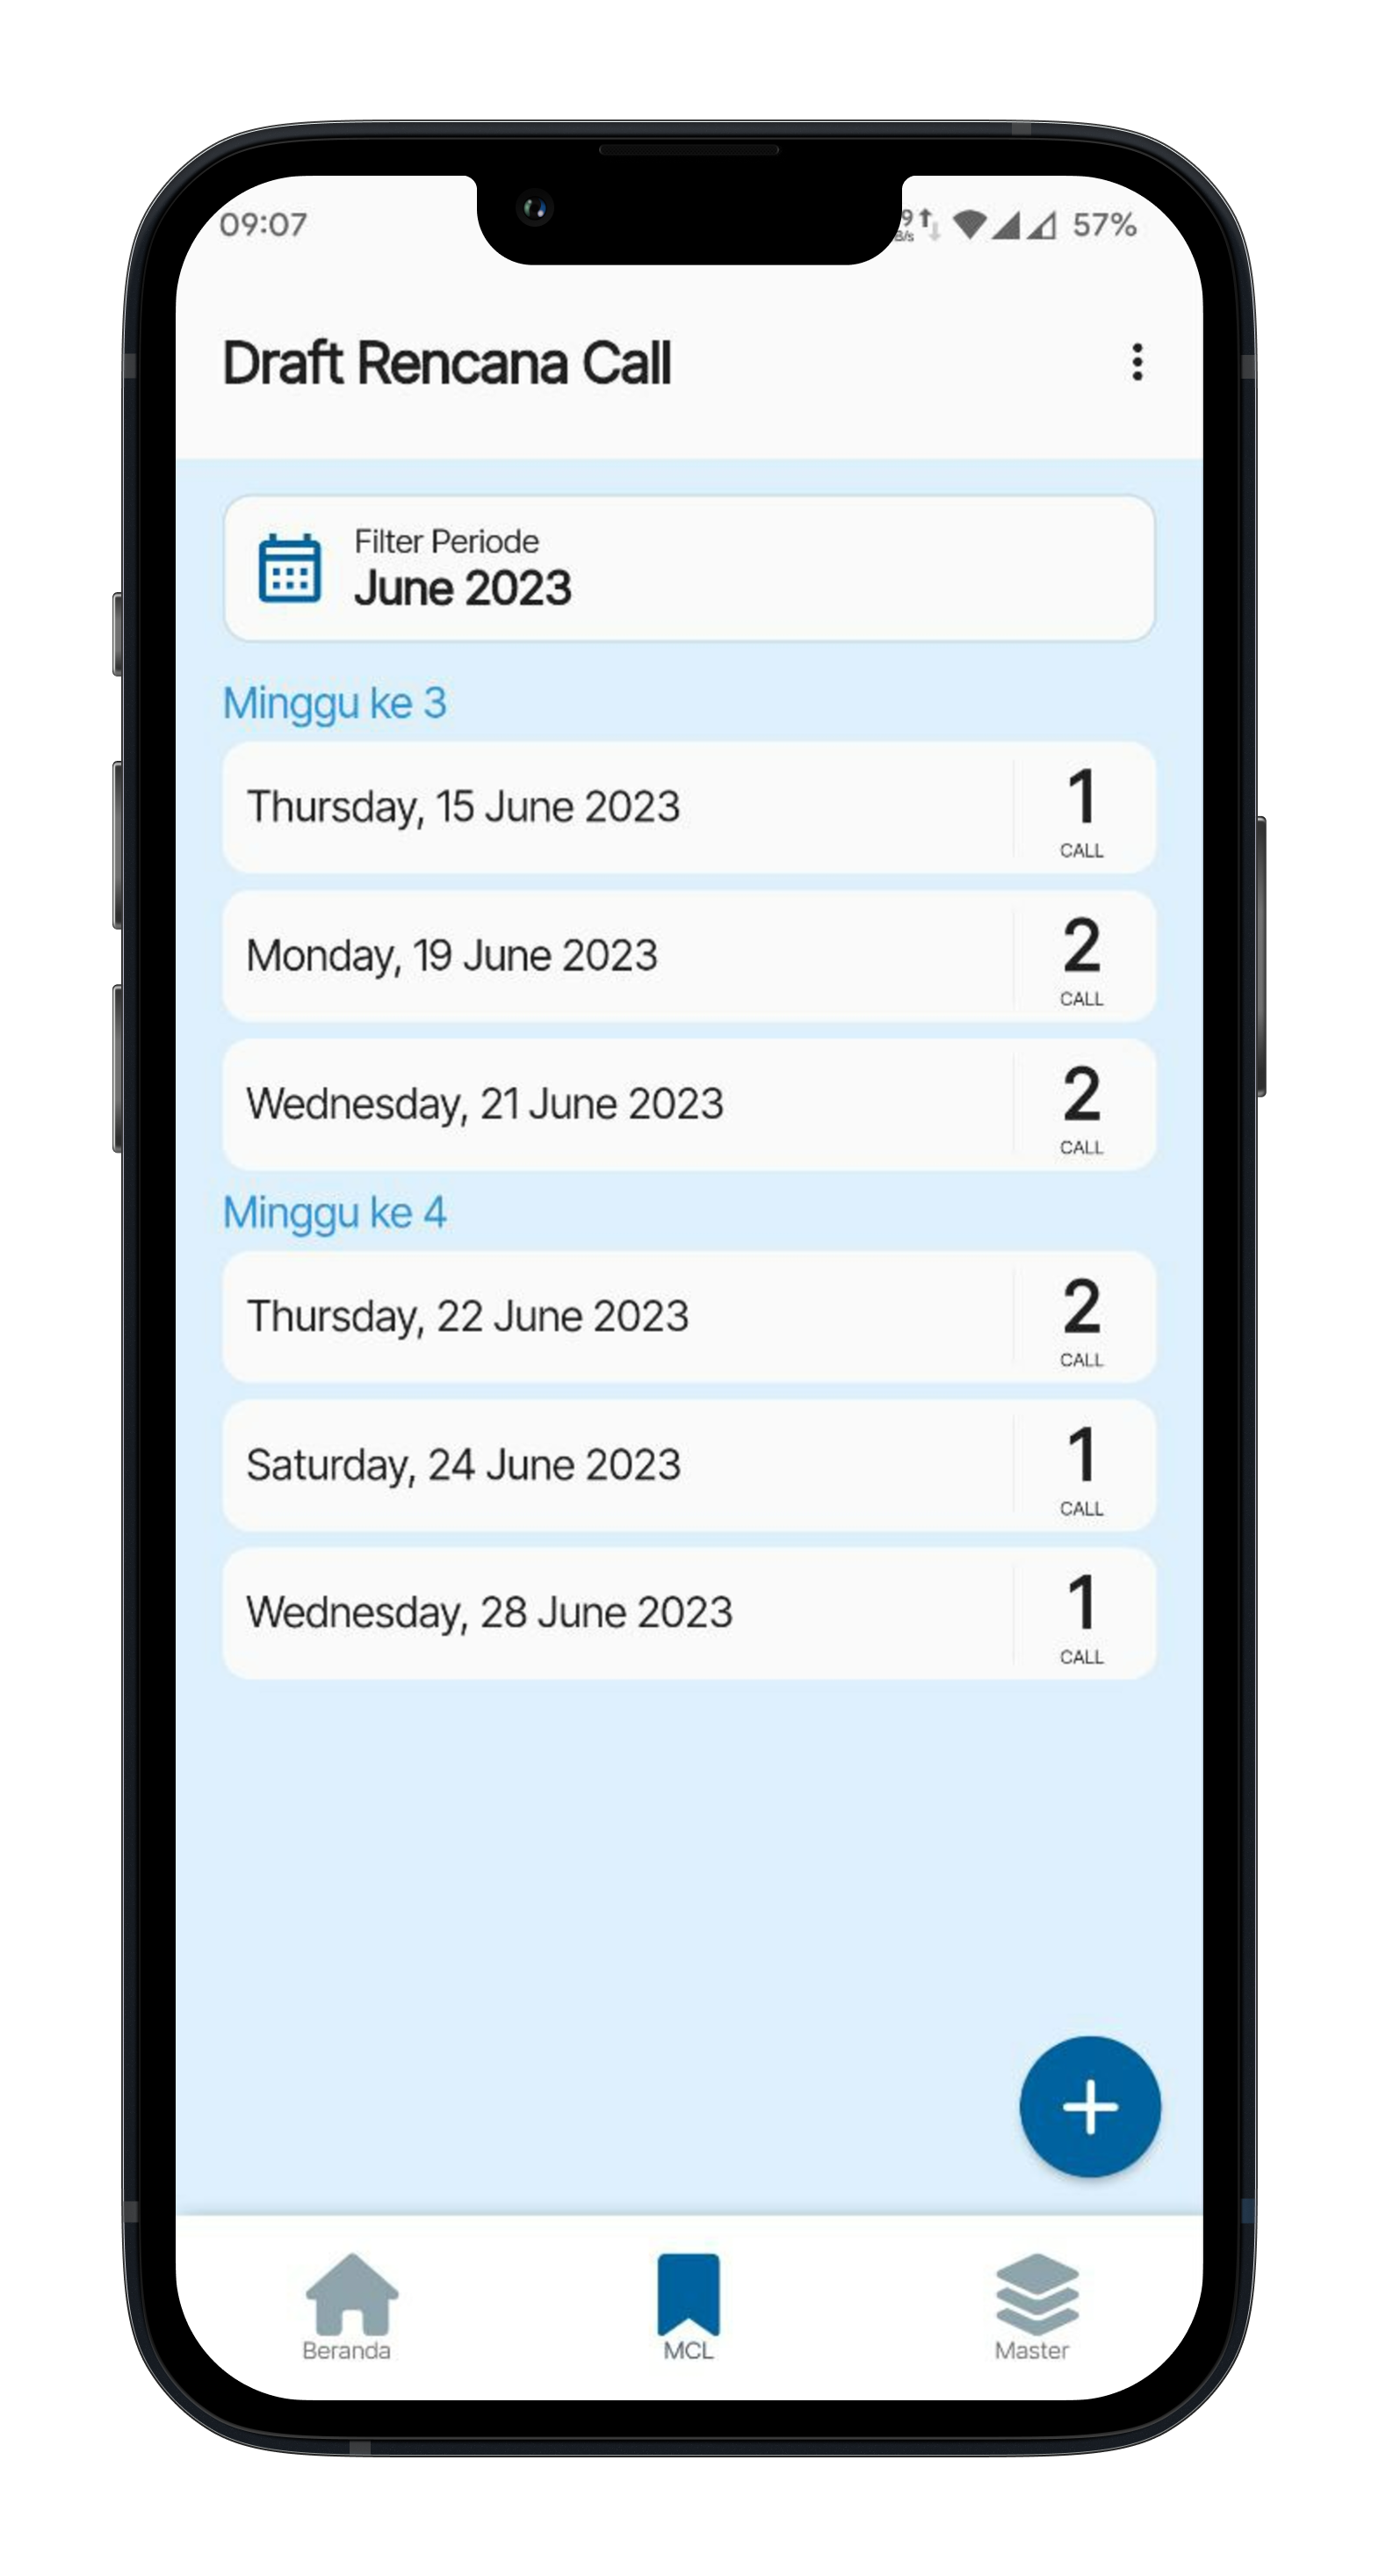 09:07
57%
Draft Rencana Call
Filter Periode
June 2023
Minggu ke 3
Thursday, 15 June 2023
1
CALL
Monday, 19 June 2023
2
CALL
Wednesday, 21 June 2023
2
CALL
Minggu ke 4
Thursday, 22 June 2023
2
CALL
Saturday, 24 June 2023
1
CALL
Wednesday, 28 June 2023
1
CALL
Beranda
MCL
Master